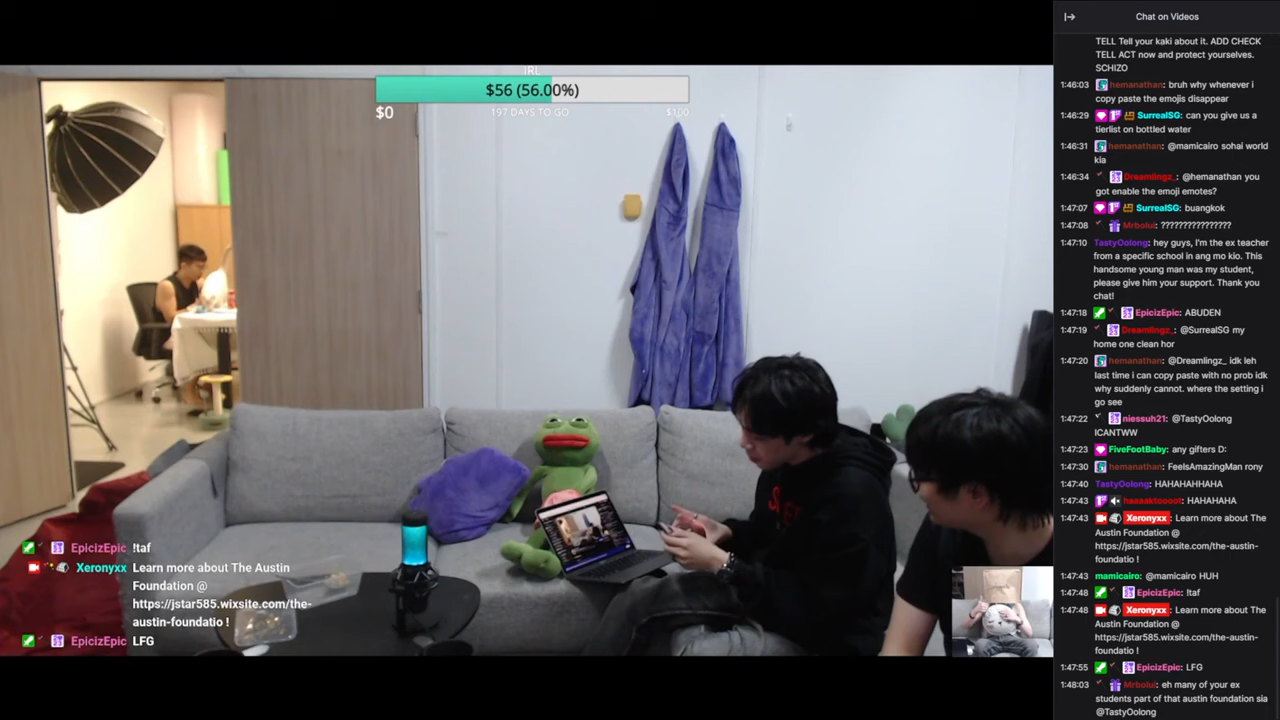 IRL
$56 (56.00%)
$0
197 DAYS TO GO
$100
EpicizEpic !taf
Xeronyxx Learn more about The
Austin
Foundation @
https://jstar585.wixsite.com/the-
austin-foundatio !
EpicizEpic LFG
Chat on Videos
TELL Tell your kaki about it. ADD CHECK
TELL ACT now and protect yourselves.
SCHIZO
1:46:03 hemanathan: bruh why whenever i
copy paste the emojis disappear
1:46:29 SurrealSG: can you give us a
tierlist on bottled water
1:46:31 hemanathan: @mamicairo sohai world
kia
1:46:34 Dreamlingz_: @hemanathan you
got enable the emoji emotes?
1:47:07 SurrealSG: buangkok
1:47:08 Mrbolui: ????????????????
1:47:10
TastyOolong: hey guys, I'm the ex teacher
from a specific school in ang mo kio. This
handsome young man was my student,
please give him your support. Thank you
chat!
1:47:18 EpicizEpic: ABUDEN
1:47:19 Dreamlingz_: @SurrealSG my
home one clean hor
1:47:20 hemanathan: @Dreamlingz_ idk leh
last time i can copy paste with no prob idk
why suddenly cannot. where the setting i
go see
1:47:22 niessuh21: @TastyOolong
ICANTWW
1:47:23 FiveFootBaby: any gifters D:
1:47:30 hemanathan: FeelsAmazingMan rony
1:47:40 TastyOolong: HAHAHAHHAHA
1:47:43 haaaktooool: HAHAHAHA
1:47:43 Xeronyxx: Learn more about The
Austin Foundation @
https://jstar585.wixsite.com/the-austin-
foundatio !
1:47:43 mamicairo: @mamicairo HUH
1:47:48 EpicizEpic: !taf
1:47:48 Xeronyxx: Learn more about The
Austin Foundation @
https://jstar585.wixsite.com/the-austin-
foundatio !
1:47:55 EpicizEpic: LFG
1:48:03 Mrbolui: eh many of your ex
students part of that austin foundation sia
@TastyOolong